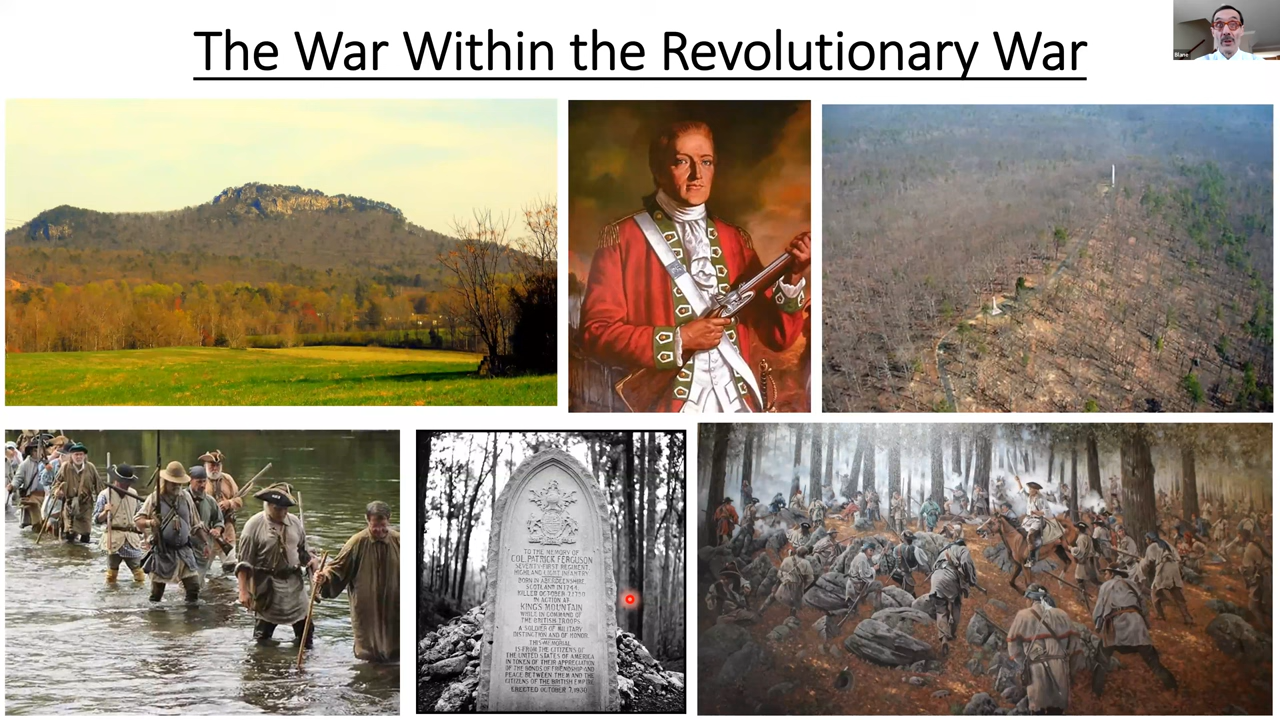 The War Within the Revolutionary War
Blane
TO THE MEMORY OF
COL. PATRICK FERGUSON
SEVENTY-FIRST REGIMENT
HIGHLAND LIGHT INFANTRY
BORN IN ABERDEENSHIRE
SCOTLAND IN 1744
KILLED OCTOBER 7, 1780
IN ACTION AT
KINGS MOUNTAIN
WHILE IN COMMAND OF
THE BRITISH TROOPS
A SOLDIER OF MILITARY
DISTINCTION AND OF HONOR
THIS MEMORIAL
IS FROM THE CITIZENS OF
THE UNITED STATES OF AMERICA
IN TOKEN OF THEIR APPRECIATION
OF THE BONDS OF FRIENDSHIP AND
PEACE BETWEEN THEM AND THE
CITIZENS OF THE BRITISH EMPIRE
ERECTED OCTOBER 7, 1930